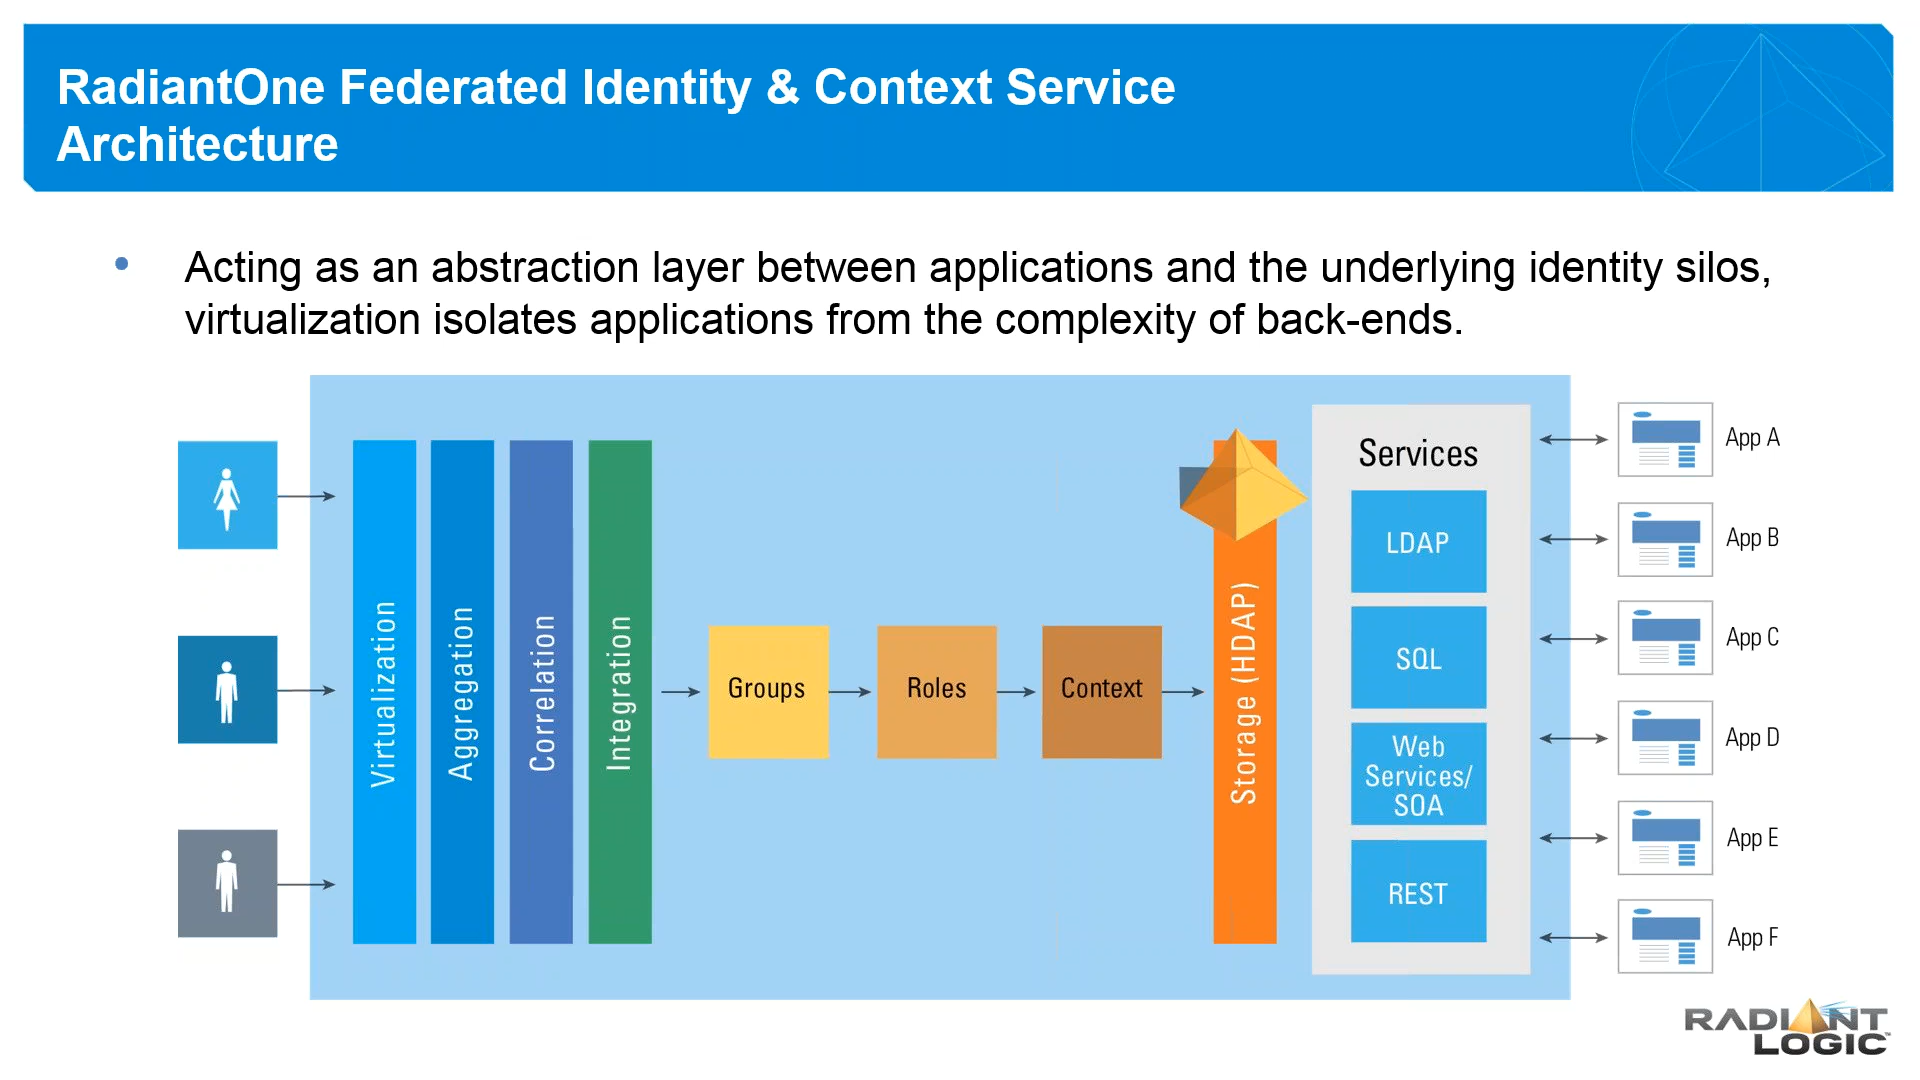 RadiantOne Federated Identity & Context Service
Architecture
• Acting as an abstraction layer between applications and the underlying identity silos,
virtualization isolates applications from the complexity of back-ends.
Virtualization
Aggregation
Correlation
Integration
Groups
Roles
Context
Storage (HDAP)
Services
LDAP
SQL
Web
Services/
SOA
REST
App A
App B
App C
App D
App E
App F
RADIANT
LOGIC™